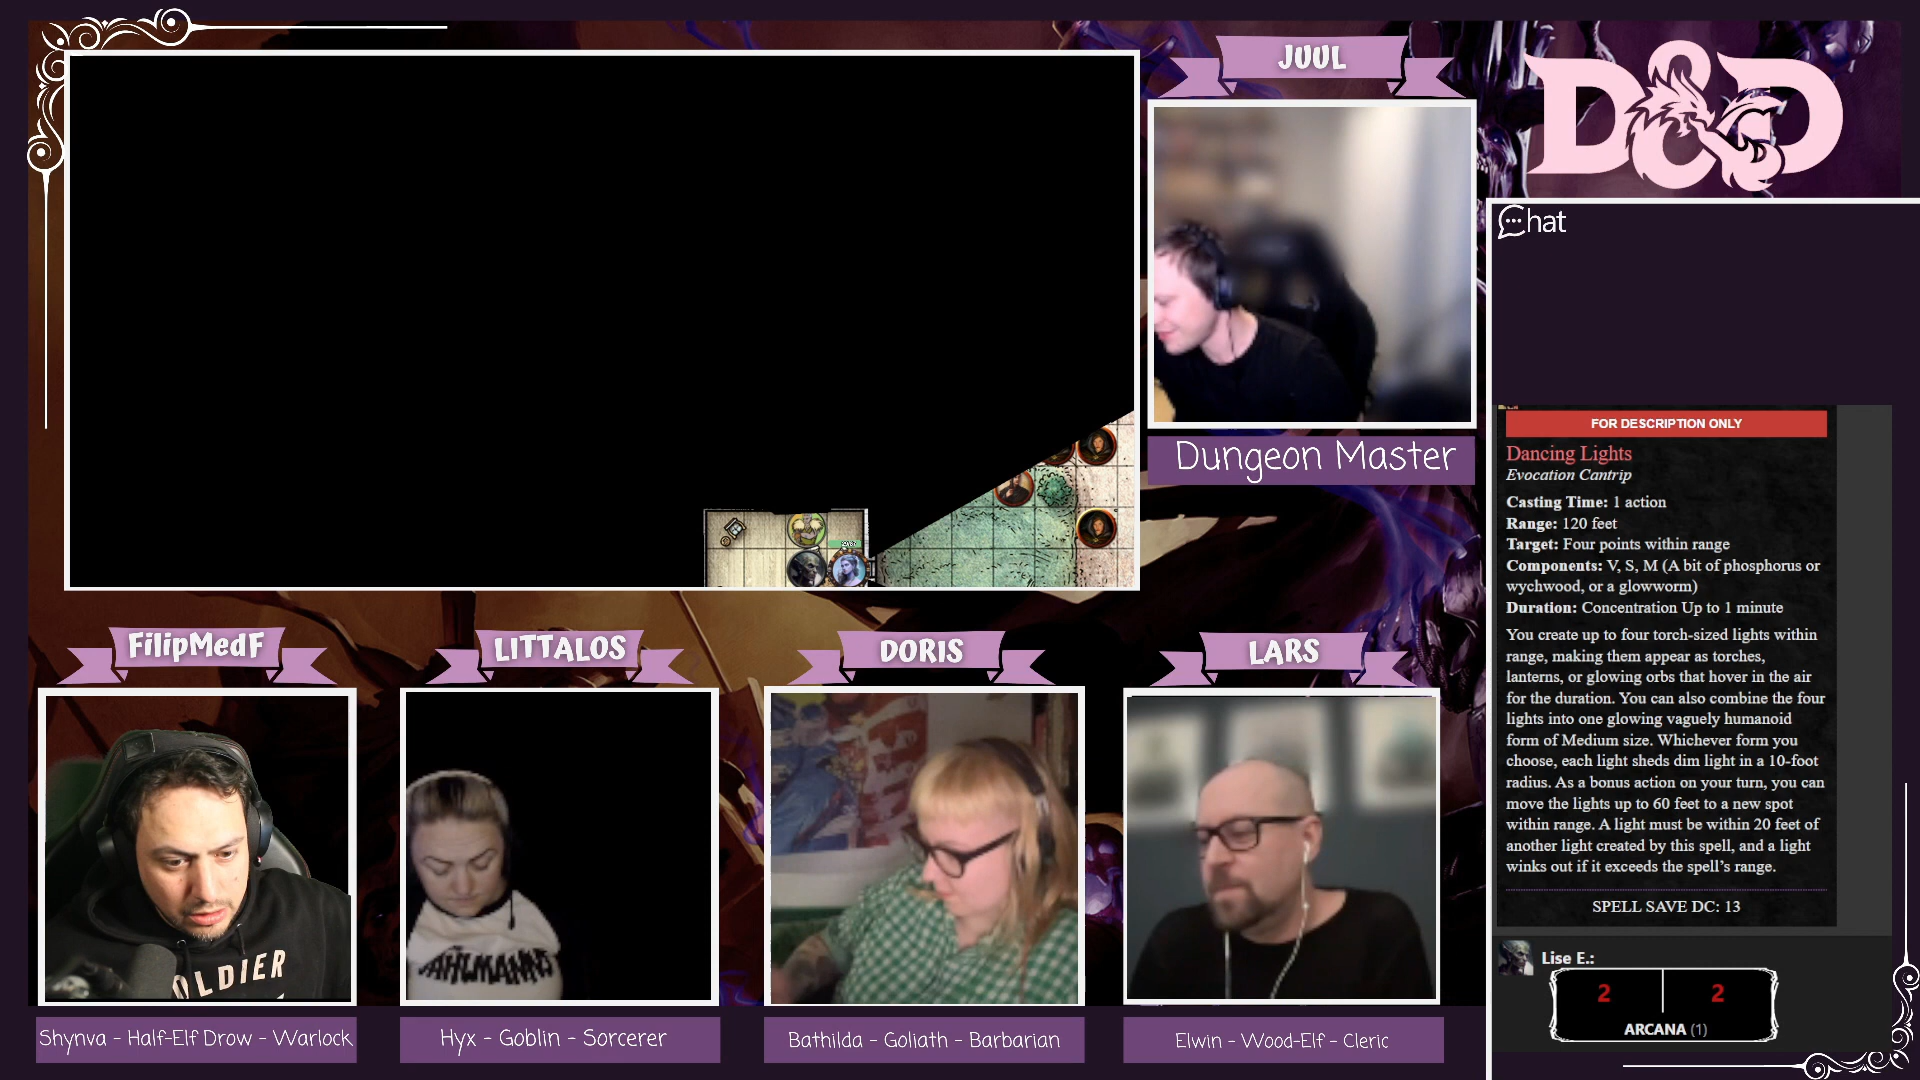 JUUL
D&D
Dungeon Master
Chat
FOR DESCRIPTION ONLY
Dancing Lights
Evocation Cantrip
Casting Time: 1 action
Range: 120 feet
Target: Four points within range
Components: V, S, M (A bit of phosphorus or
wychwood, or a glowworm)
Duration: Concentration Up to 1 minute
You create up to four torch-sized lights within
range, making them appear as torches,
lanterns, or glowing orbs that hover in the air
for the duration. You can also combine the four
lights into one glowing vaguely humanoid
form of Medium size. Whichever form you
choose, each light sheds dim light in a 10-foot
radius. As a bonus action on your turn, you can
move the lights up to 60 feet to a new spot
within range. A light must be within 20 feet of
another light created by this spell, and a light
winks out if it exceeds the spell's range.
SPELL SAVE DC: 13
Lise E.:
2 2
ARCANA (1)
FilipMedF
LITTALOS
DORIS
LARS
OLDIER
Shynva - Half-Elf Drow - Warlock
Hyx - Goblin - Sorcerer
Bathilda - Goliath - Barbarian
Elwin - Wood-Elf - Cleric